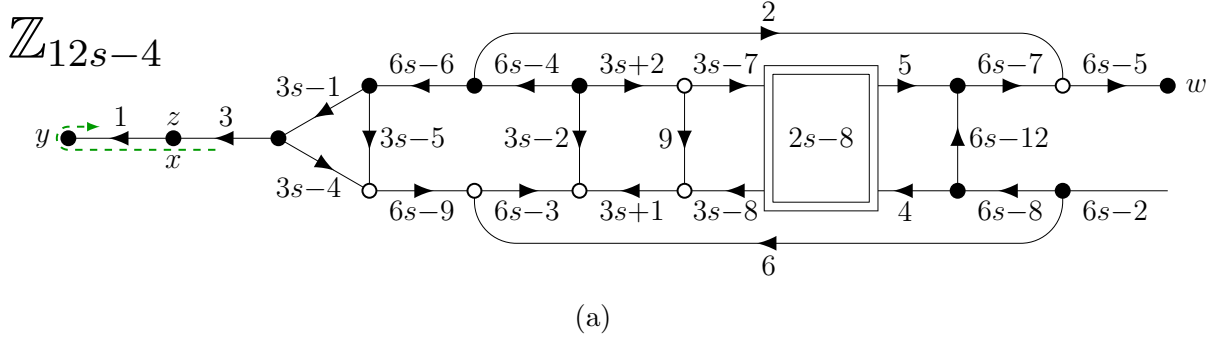 ℤ₁₂ₛ₋₄
2
6s−6 6s−4 3s+2 3s−7 5 6s−7 6s−5
w
3s−1
1 z 3
y x
3s−5 3s−2 9 2s−8 6s−12
3s−4
6s−9 6s−3 3s+1 3s−8 4 6s−8 6s−2
6
(a)